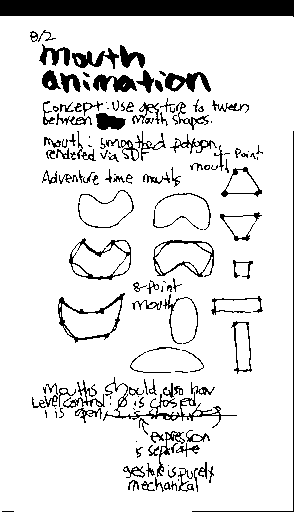 8/2
mouth
animation
Concept: Use gesture to tween
between mouth shapes.
mouth: smoothed polygon,
rendered via SDF
4-Point
mouth
Adventure time mouths
8-point
mouth
mouths should also have
Level control: 0 is closed,
1 is open, 2 is shouting
expression
is separate
gesture is purely
mechanical